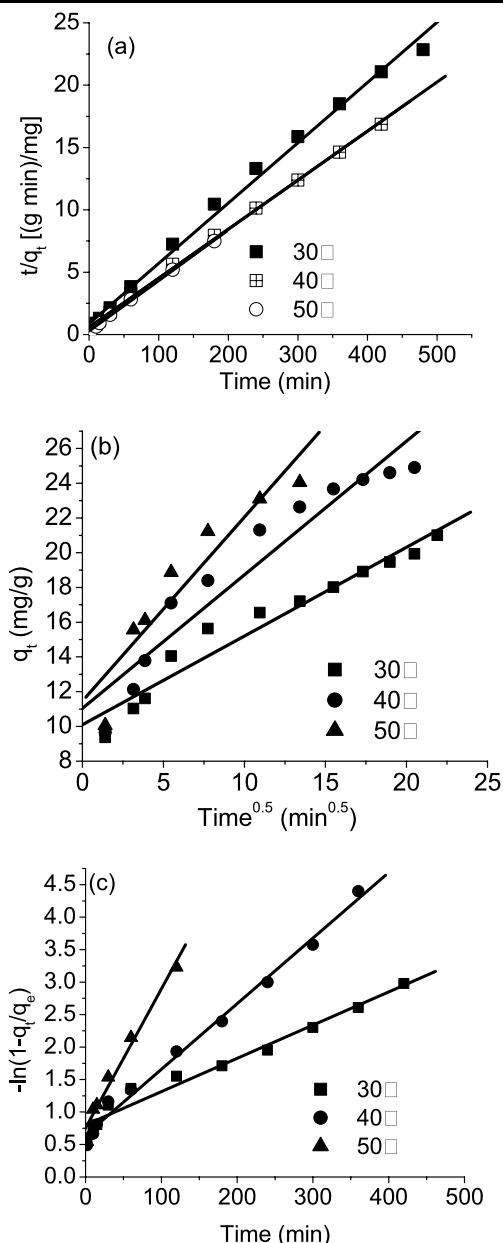 (a)
25
20
15
10
5
0
t/qt [(g min)/mg]
30□
40□
50□
0 100 200 300 400 500
Time (min)
(b)
26
24
22
20
18
16
14
12
10
8
qt (mg/g)
30□
40□
50□
0 5 10 15 20 25
Time^0.5 (min^0.5)
(c)
4.5
4.0
3.5
3.0
2.5
2.0
1.5
1.0
0.5
0.0
-ln(1-qt/qe)
30□
40□
50□
0 100 200 300 400 500
Time (min)